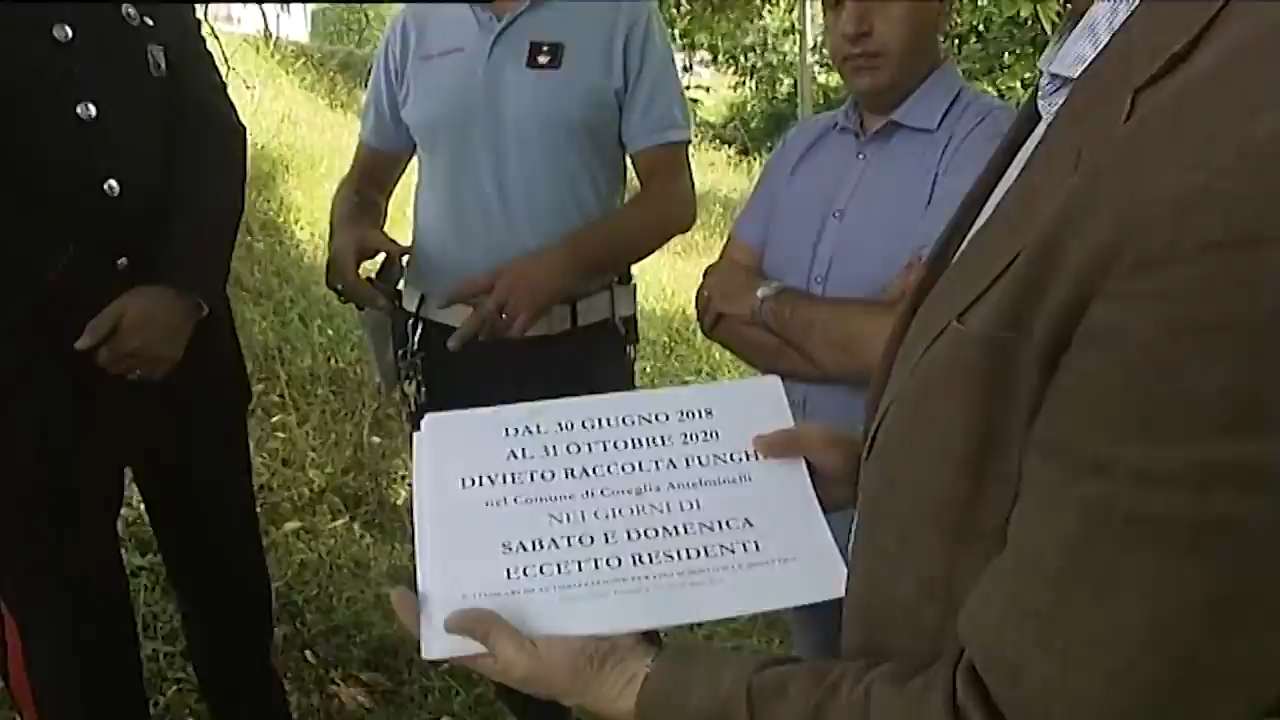 DAL 30 GIUGNO 2018
AL 31 OTTOBRE 2020
DIVIETO RACCOLTA FUNGH
nel Comune di Coreglia Antelminelli
NEI GIORNI DI
SABATO E DOMENICA
ECCETTO RESIDENTI